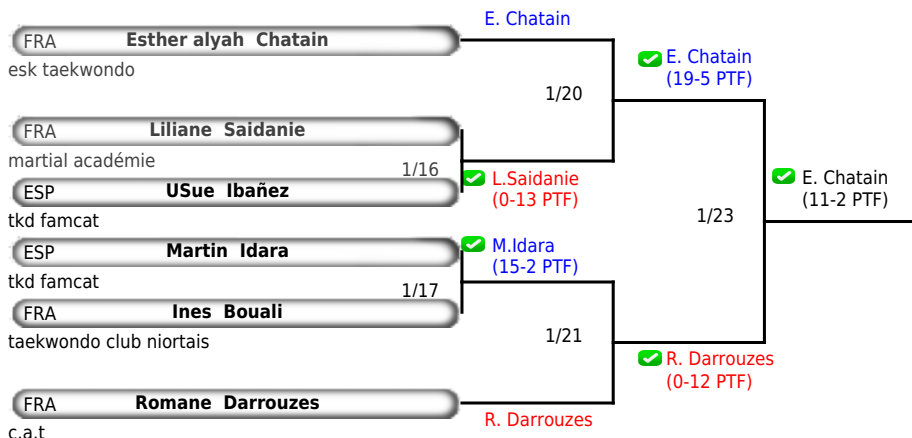 E. Chatain
FRA Esther alyah Chatain
esk taekwondo
E. Chatain
(19-5 PTF)
1/20
FRA Liliane Saidanie
martial académie
1/16
L.Saidanie
(0-13 PTF)
ESP USue Ibañez
tkd famcat
E. Chatain
(11-2 PTF)
1/23
ESP Martin Idara
tkd famcat
M.Idara
(15-2 PTF)
1/17
FRA Ines Bouali
taekwondo club niortais
1/21
R. Darrouzes
(0-12 PTF)
FRA Romane Darrouzes
c.a.t
R. Darrouzes